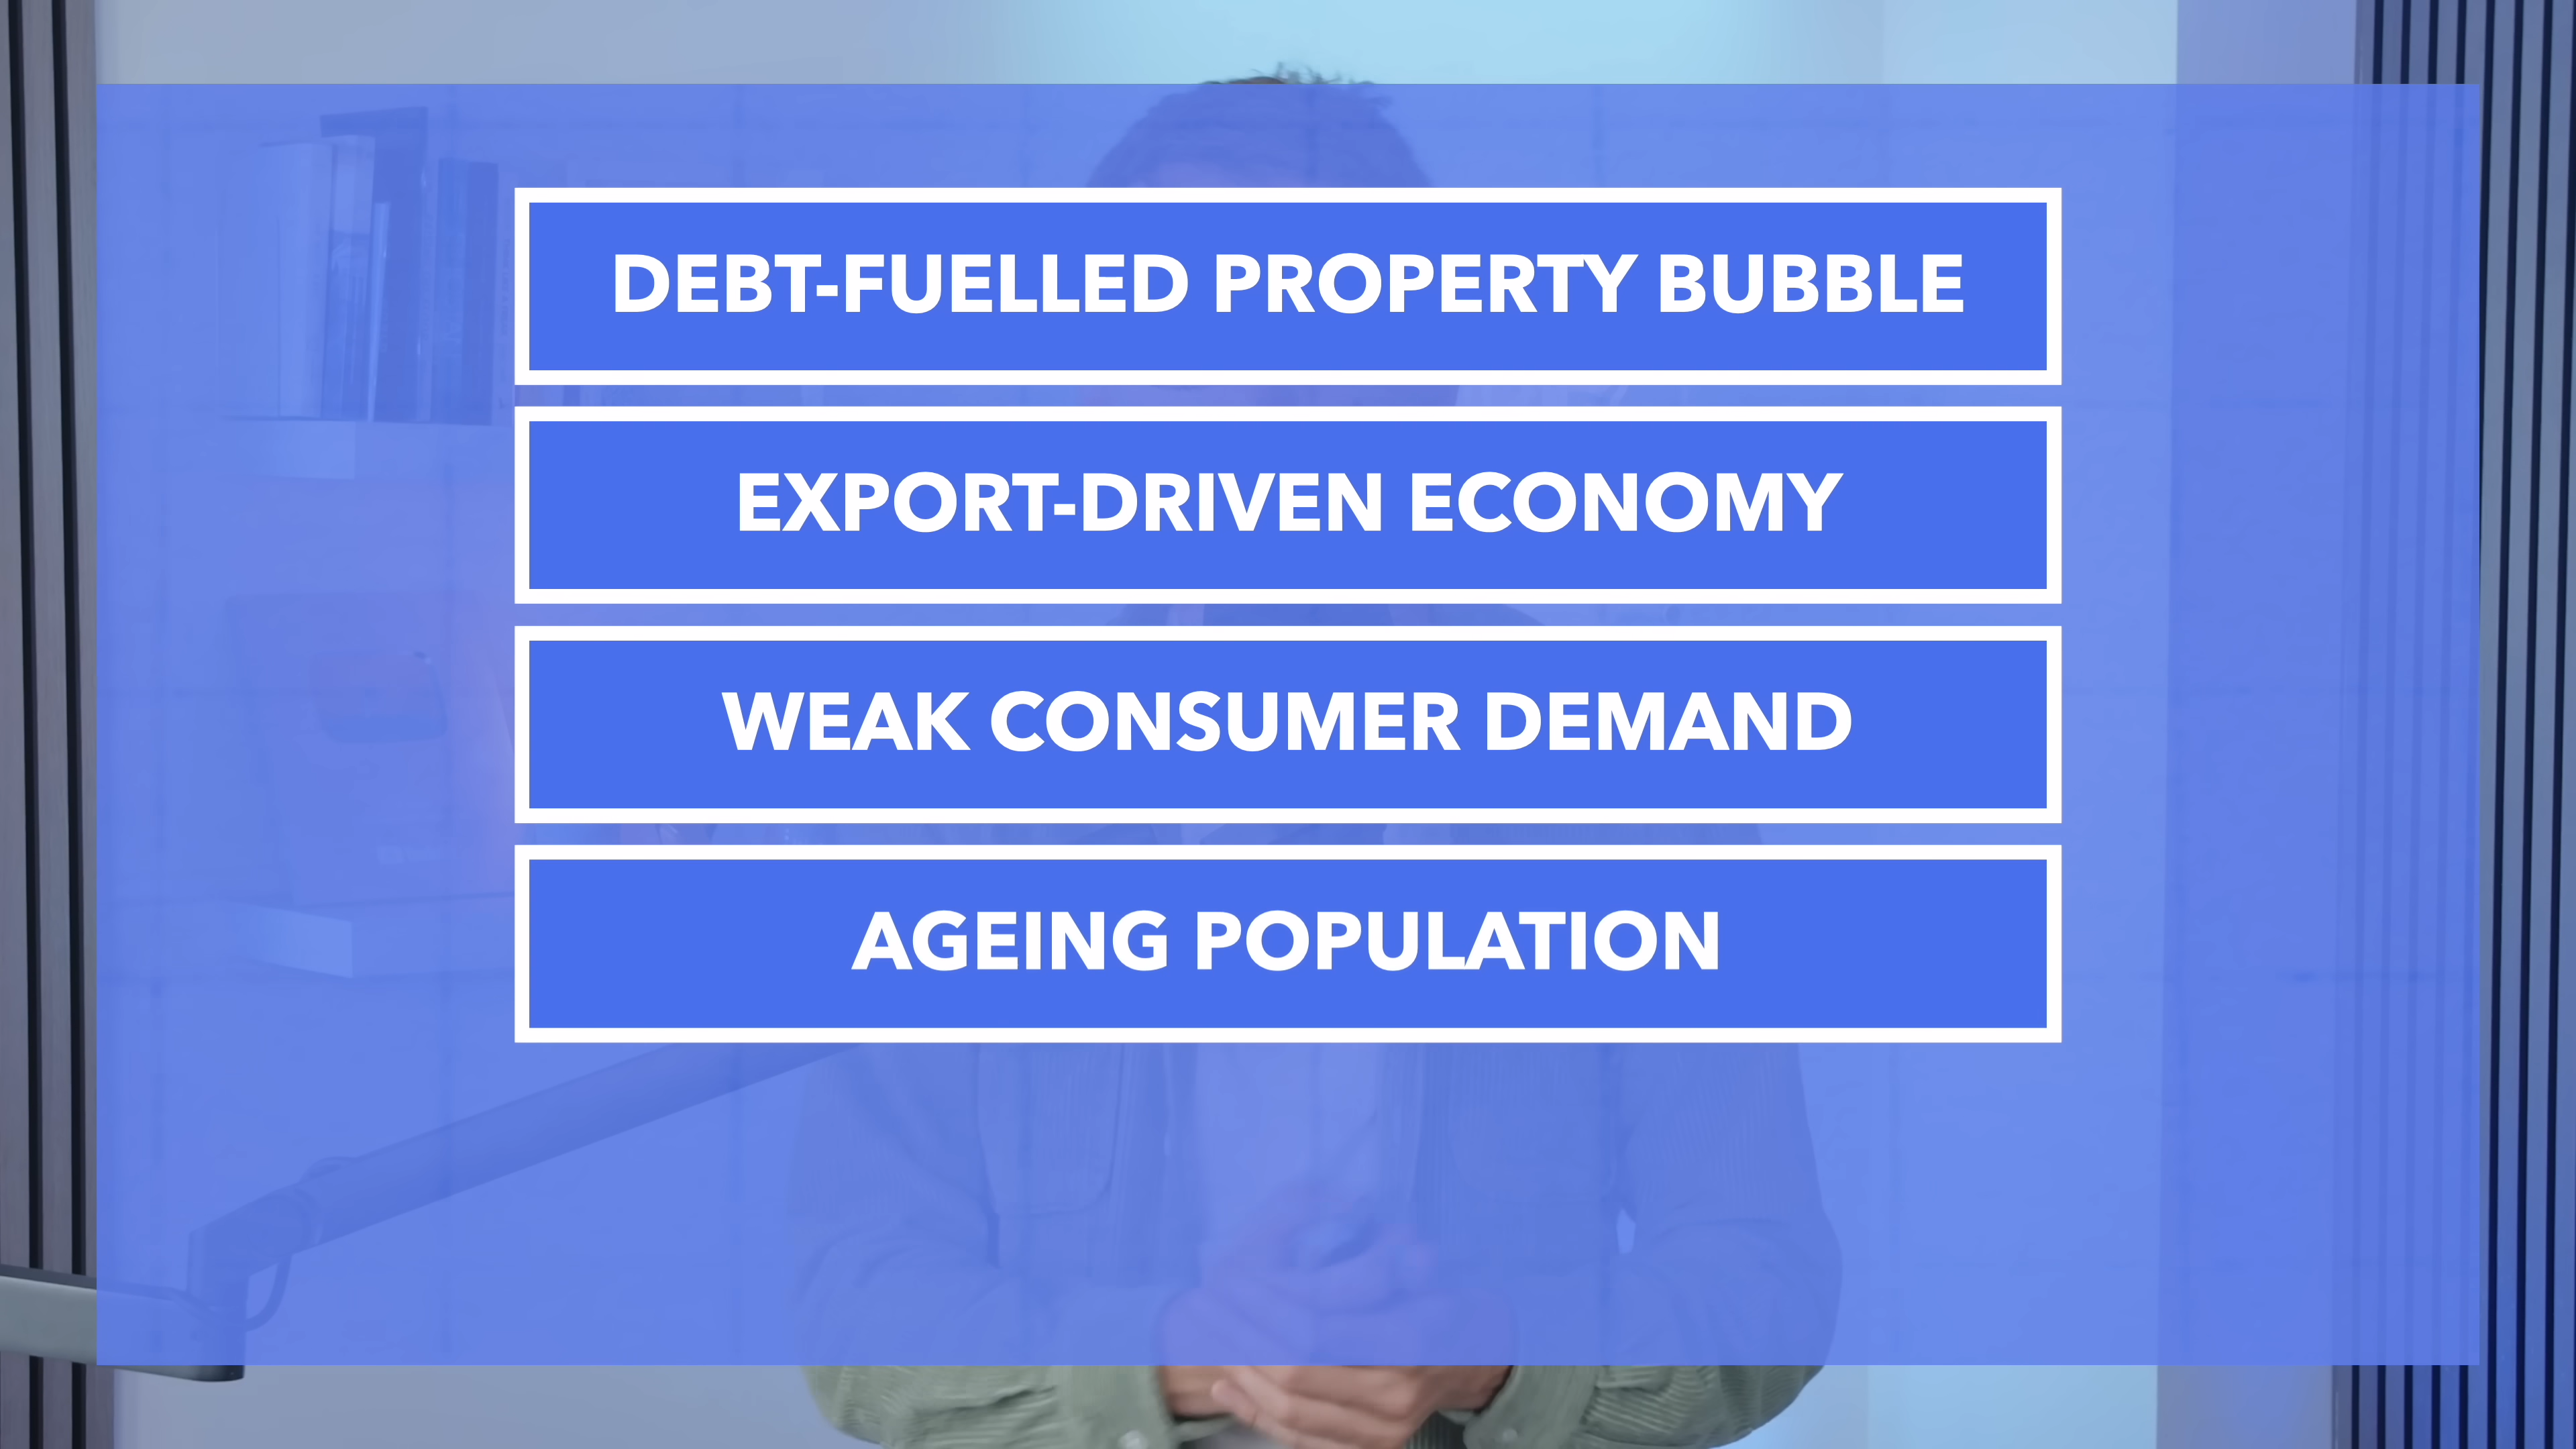 DEBT-FUELLED PROPERTY BUBBLE
EXPORT-DRIVEN ECONOMY
WEAK CONSUMER DEMAND
AGEING POPULATION